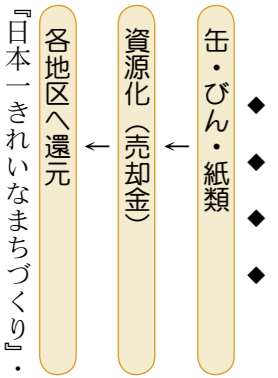 ◆ ◆ ◆ ◆
缶・びん・紙類
←
資源化（売却金）
←
各地区へ還元
『日本一きれいなまちづくり』・